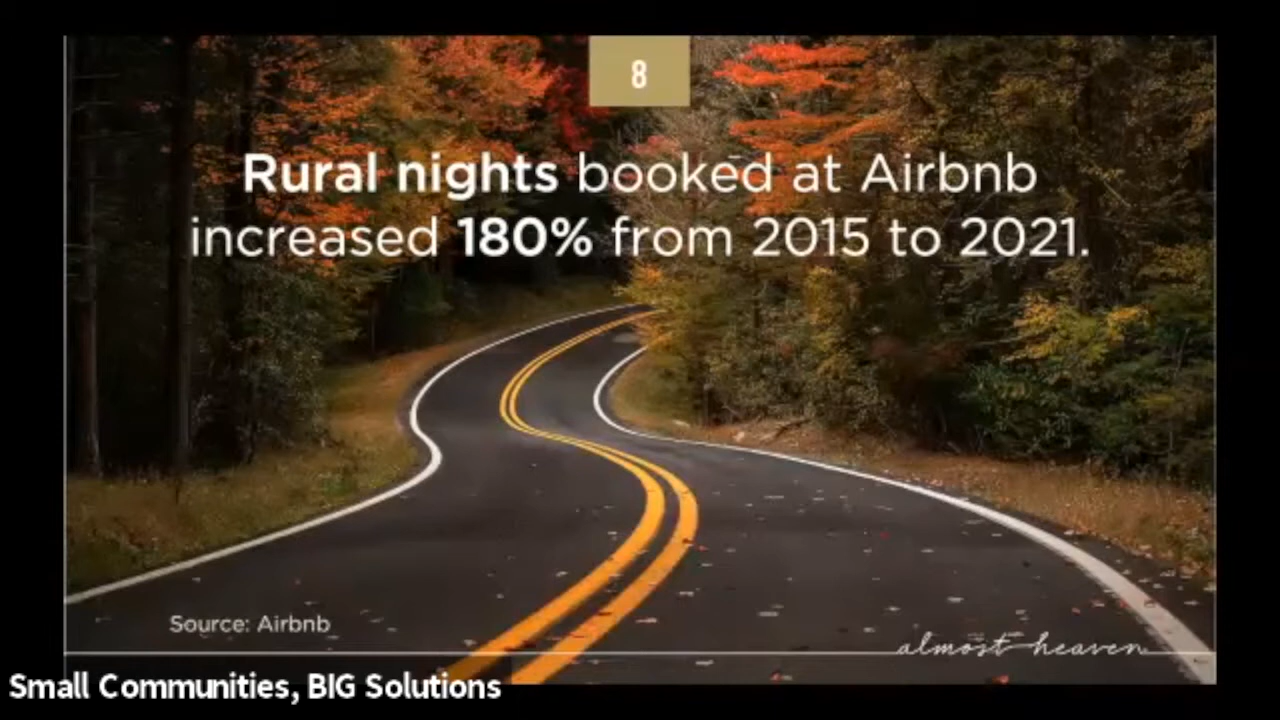 8
Rural nights booked at Airbnb
increased 180% from 2015 to 2021.
Source: Airbnb
almost heaven
Small Communities, BIG Solutions